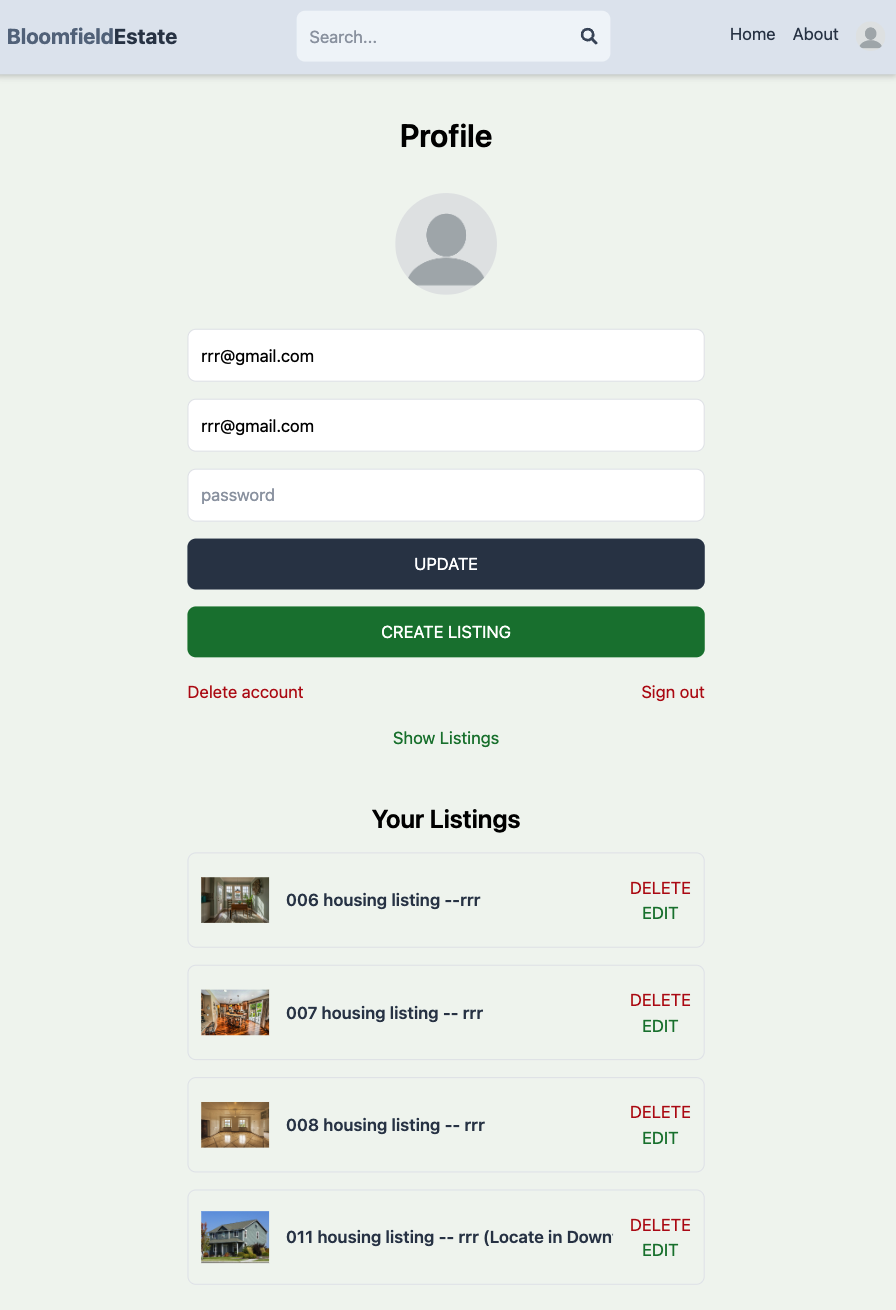 BloomfieldEstate
Search...
Home About
Profile
rrr@gmail.com
rrr@gmail.com
password
UPDATE
CREATE LISTING
Delete account Sign out
Show Listings
Your Listings
006 housing listing --rrr
DELETE
EDIT
007 housing listing -- rrr
DELETE
EDIT
008 housing listing -- rrr
DELETE
EDIT
011 housing listing -- rrr (Locate in Down
DELETE
EDIT